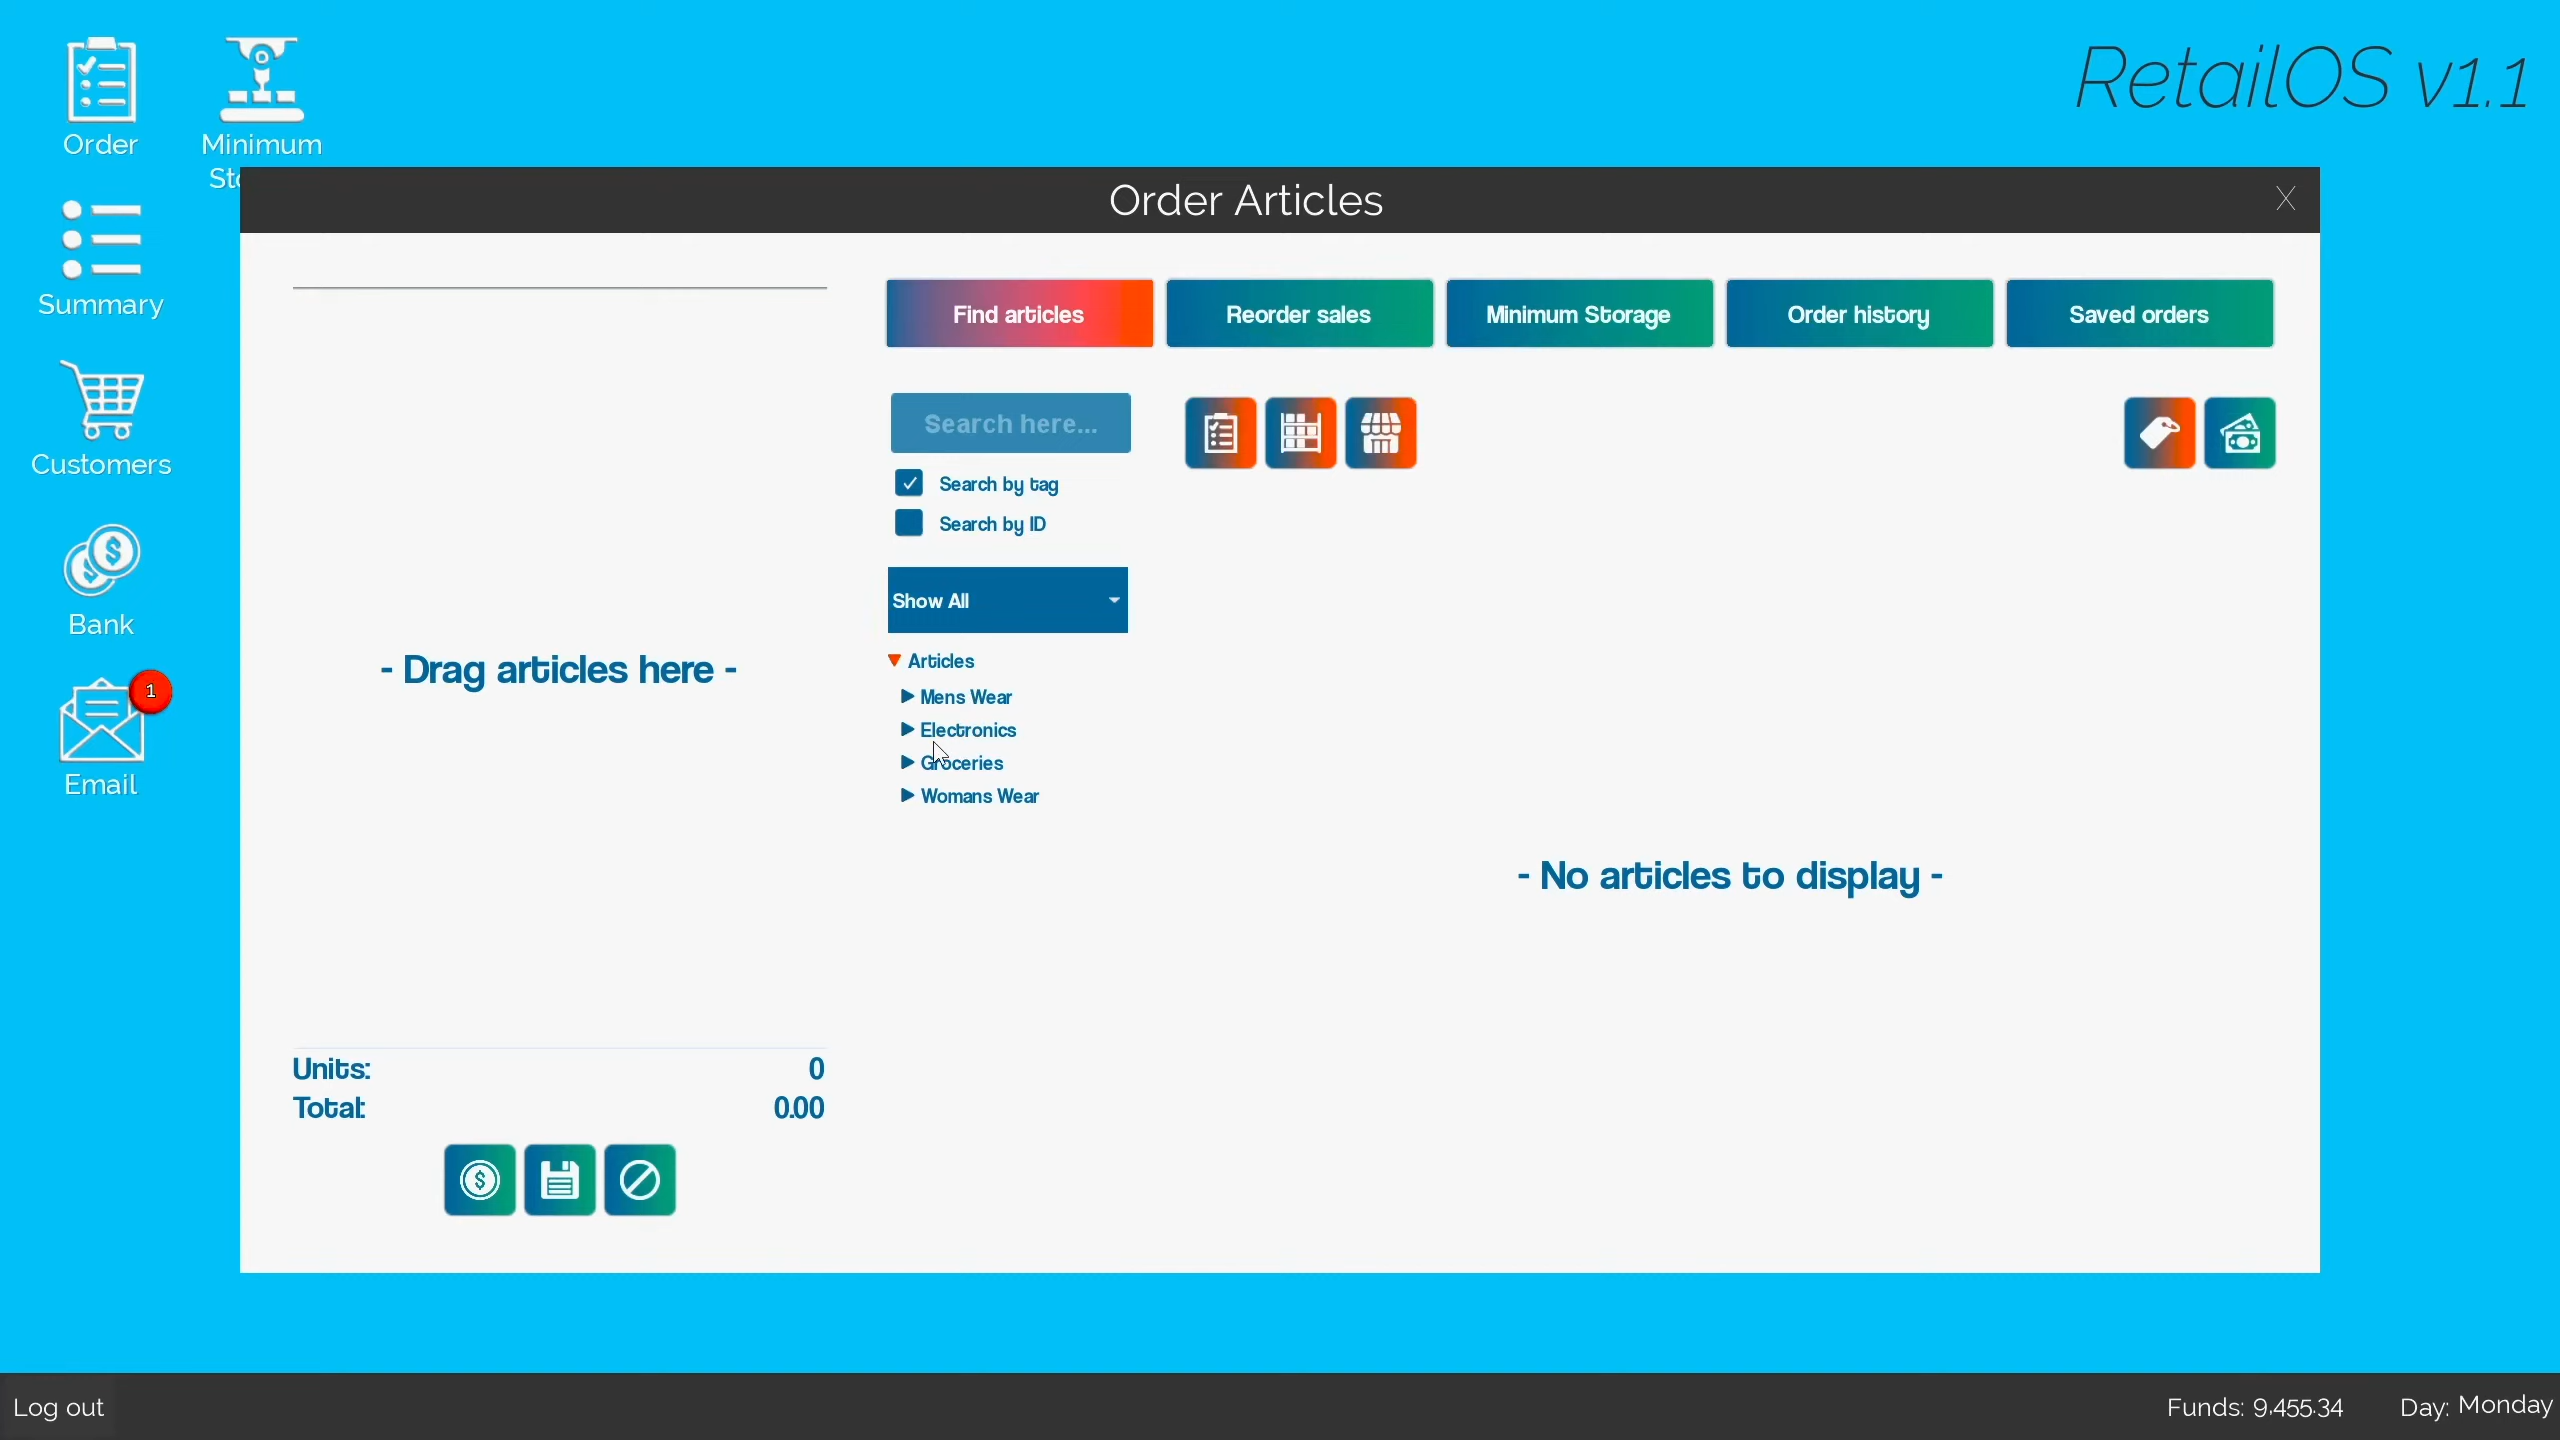 RetailOS v1.1
Order
Minimum
Sto
Summary
Customers
Bank
1
Email
Order Articles
X
Find articles
Reorder sales
Minimum Storage
Order history
Saved orders
Search here...
Search by tag
Search by ID
Show All
Articles
Mens Wear
Electronics
Groceries
Womans Wear
- Drag articles here -
- No articles to display -
Units: 0
Total: 0.00
Log out
Funds: 9,455.34
Day: Monday